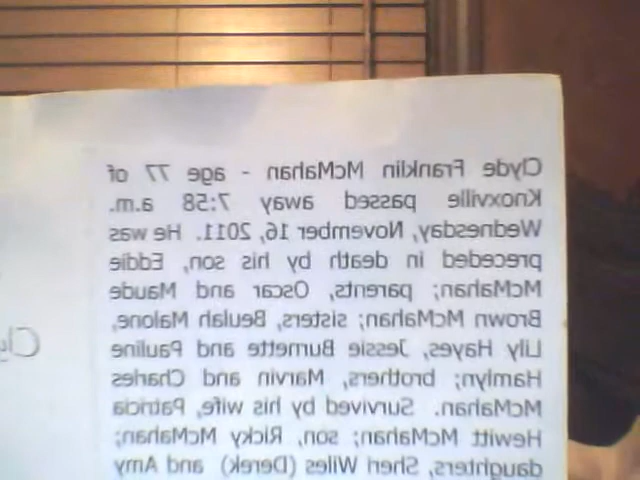 Clyde Franklin McMahan - age 77 of
Knoxville passed away 7:58 a.m.
Wednesday, November 16, 2011. He was
preceded in death by his son, Eddie
McMahan; parents, Oscar and Maude
Brown McMahan; sisters, Beulah Malone,
Lily Hayes, Jessie Burnette and Pauline
Hamlyn; brothers, Marvin and Charles
McMahan. Survived by his wife, Patricia
Hewitt McMahan; son, Ricky McMahan;
daughters, Sheri Wiles (Derek) and Amy
Cly